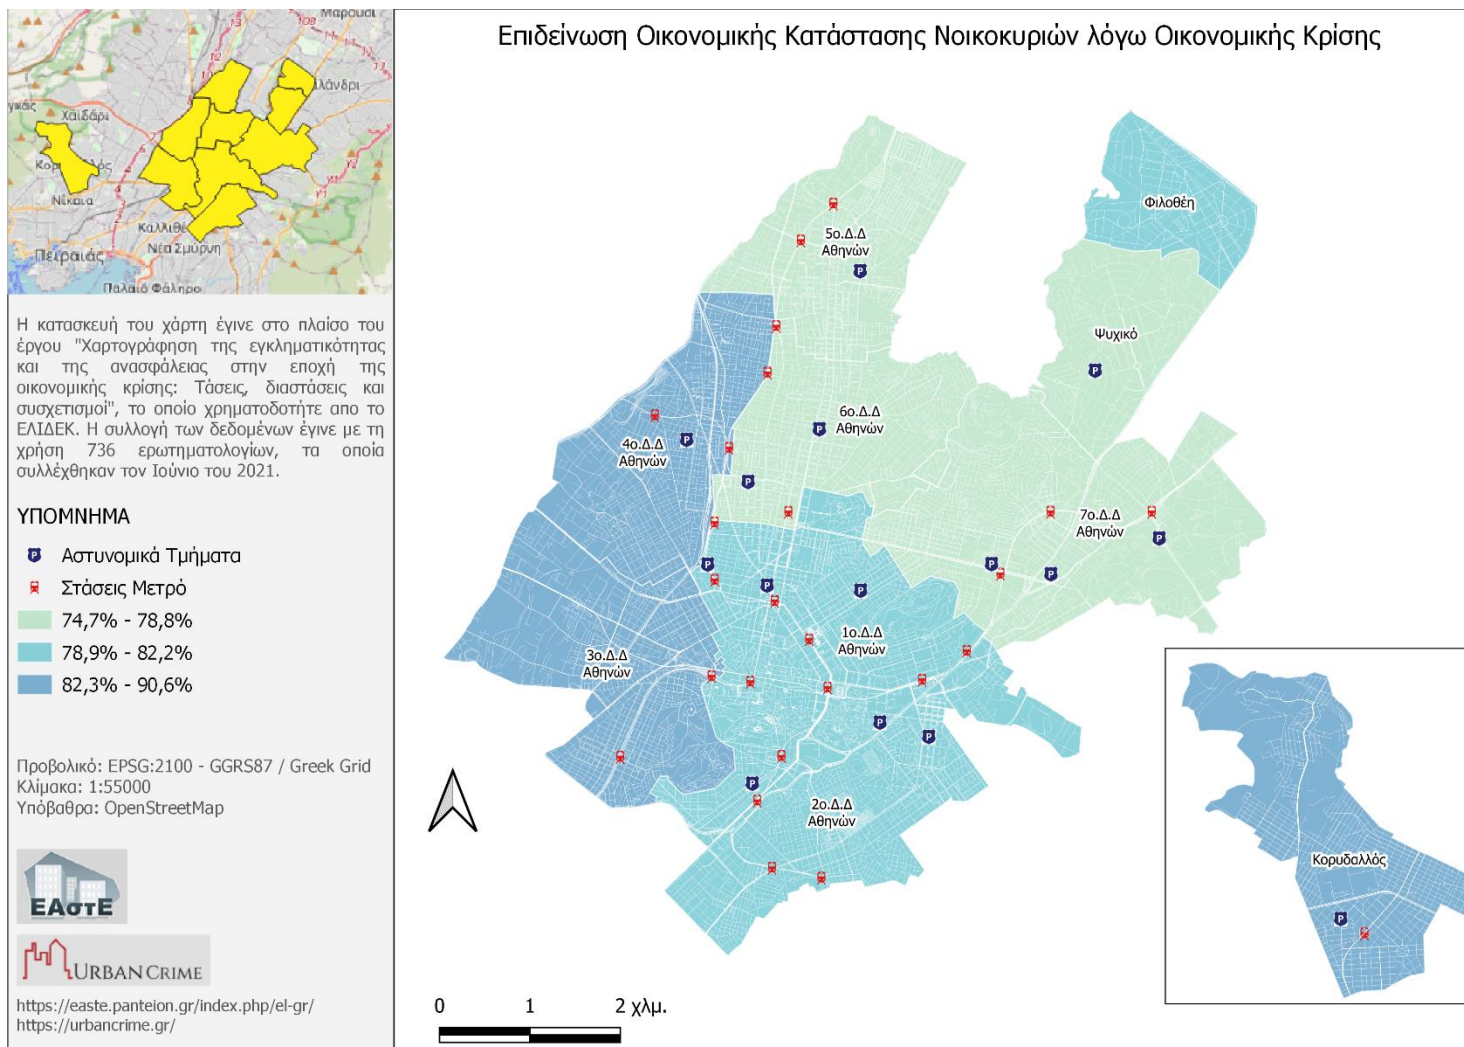 Μαρούσι
λάνδρι
Χαϊδάρι
γκάς
Νίκαια
Καλλιθέ
Νέα Σμύρνη
Πειραιάς
Παλαιό Φάληρο
Η κατασκευή του χάρτη έγινε στο πλαίσο του
έργου "Χαρτογράφηση της εγκληματικότητας
και της ανασφάλειας στην εποχή της
οικονομικής κρίσης: Τάσεις, διαστάσεις και
συσχετισμοί", το οποίο χρηματοδοτήτε απο το
ΕΛΙΔΕΚ. Η συλλογή των δεδομένων έγινε με τη
χρήση 736 ερωτηματολογίων, τα οποία
συλλέχθηκαν τον Ιούνιο του 2021.
ΥΠΟΜΝΗΜΑ
Αστυνομικά Τμήματα
Στάσεις Μετρό
74,7% - 78,8%
78,9% - 82,2%
82,3% - 90,6%
Προβολικό: EPSG:2100 - GGRS87 / Greek Grid
Κλίμακα: 1:55000
Υπόβαθρα: OpenStreetMap
ΕΑστΕ
URBAN CRIME
https://easte.panteion.gr/index.php/el-gr/
https://urbancrime.gr/
Επιδείνωση Οικονομικής Κατάστασης Νοικοκυριών λόγω Οικονομικής Κρίσης
Φιλοθέη
5ο.Δ.Δ
Αθηνών
Ψυχικό
6ο.Δ.Δ
Αθηνών
4ο.Δ.Δ
Αθηνών
7ο.Δ.Δ
Αθηνών
1ο.Δ.Δ
Αθηνών
3ο.Δ.Δ
Αθηνών
2ο.Δ.Δ
Αθηνών
Κορυδαλλός
0 1 2 χλμ.